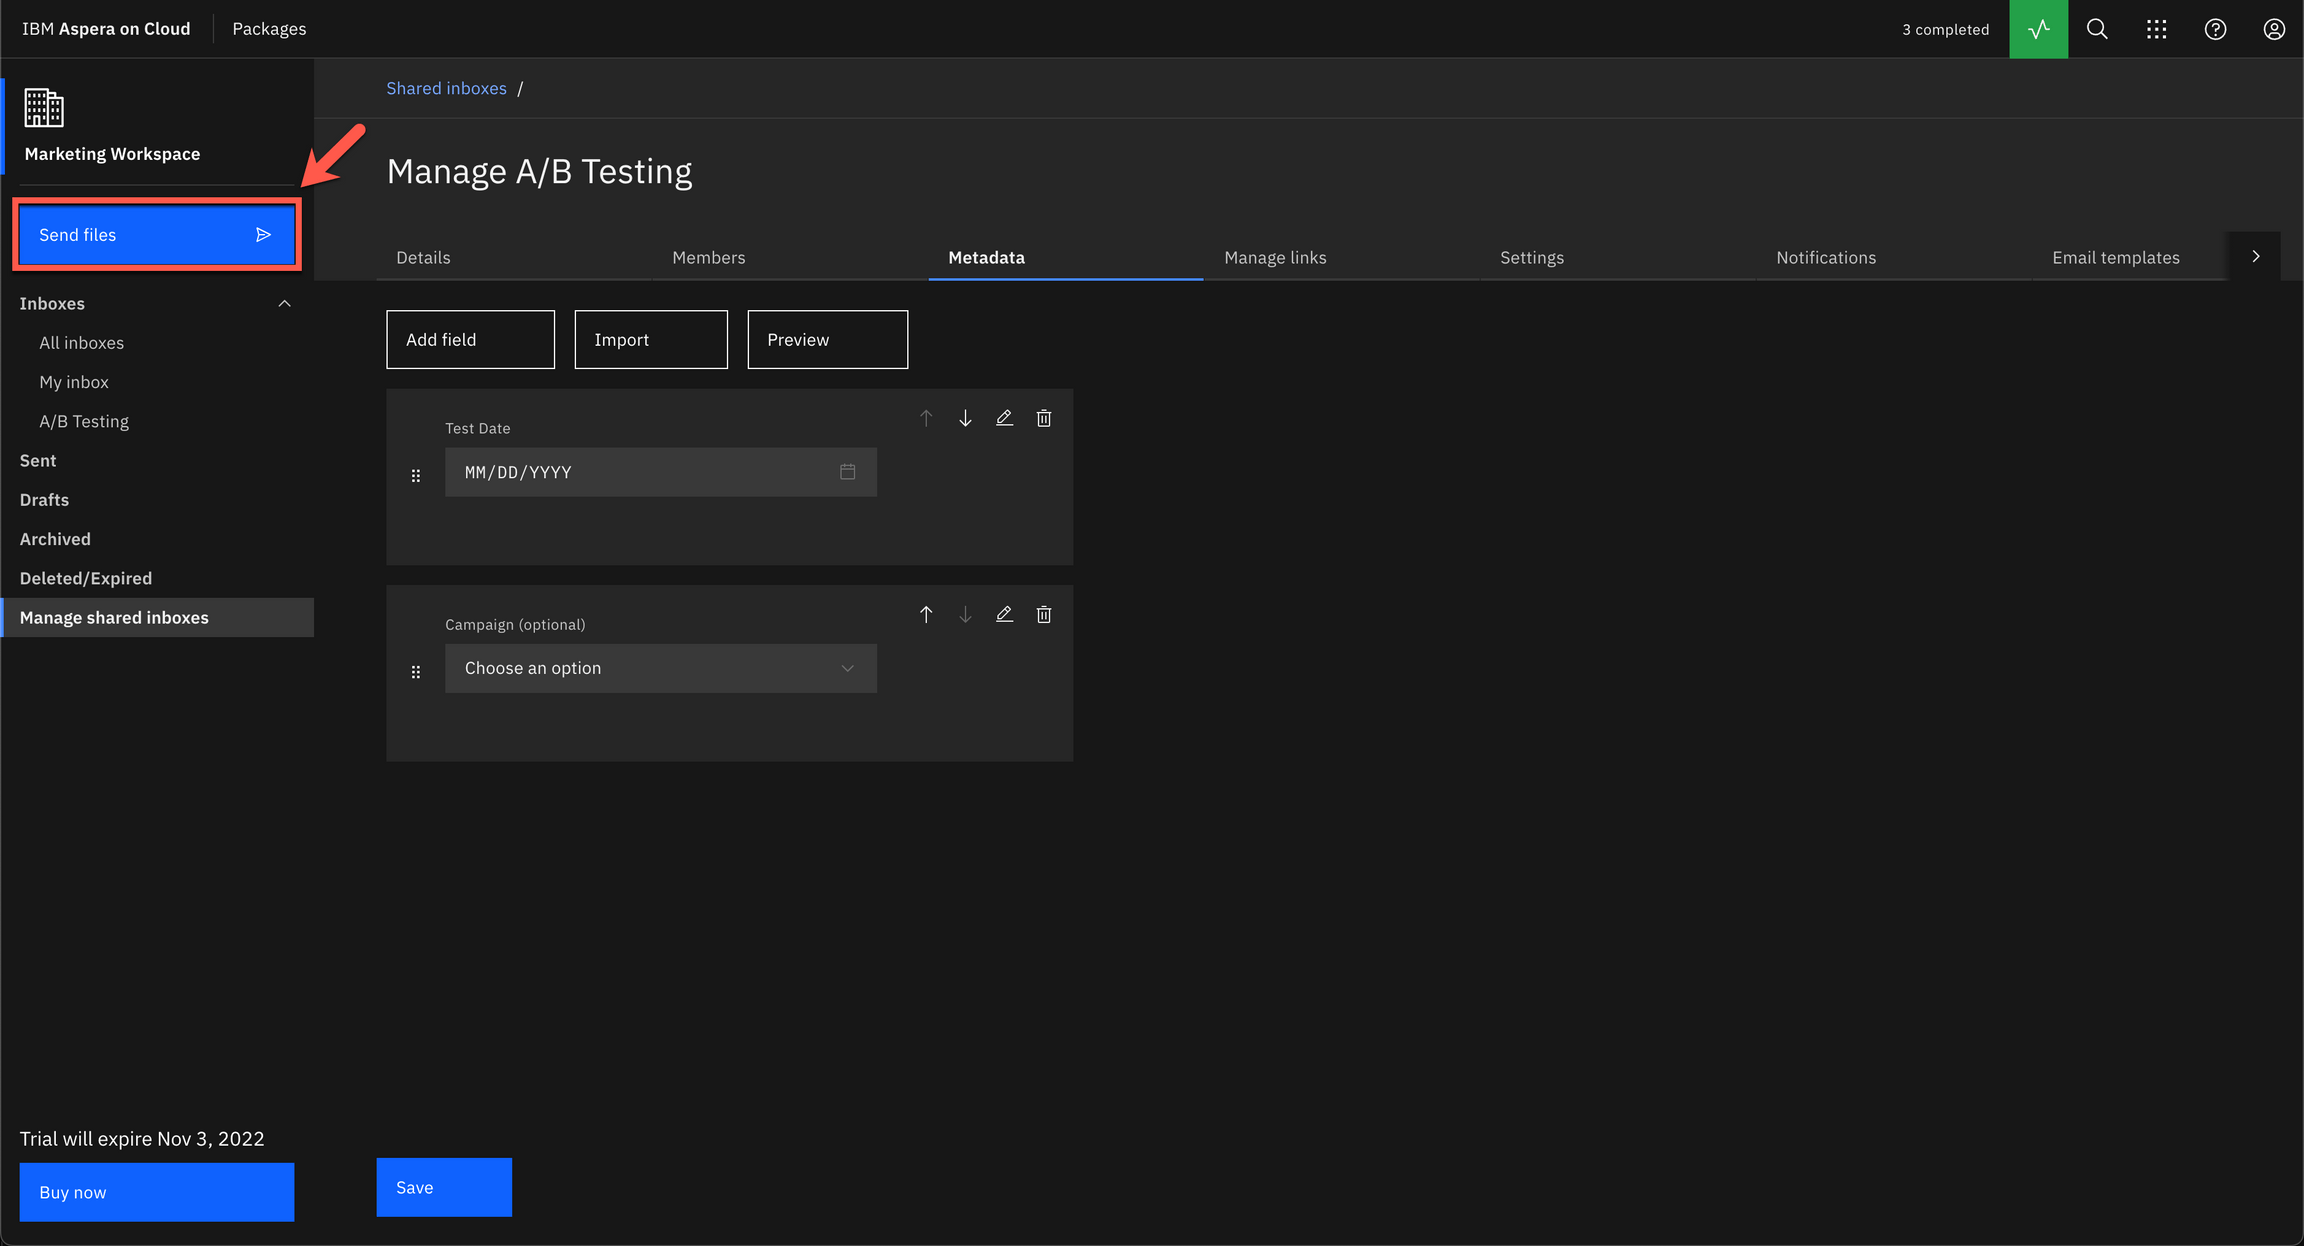 IBM Aspera on Cloud
Packages
3 completed
Marketing Workspace
Send files
Inboxes
All inboxes
My inbox
A/B Testing
Sent
Drafts
Archived
Deleted/Expired
Manage shared inboxes
Trial will expire Nov 3, 2022
Buy now
Shared inboxes /
Manage A/B Testing
Details Members Metadata Manage links Settings Notifications Email templates
Add field Import Preview
Test Date
MM/DD/YYYY
Campaign (optional)
Choose an option
Save